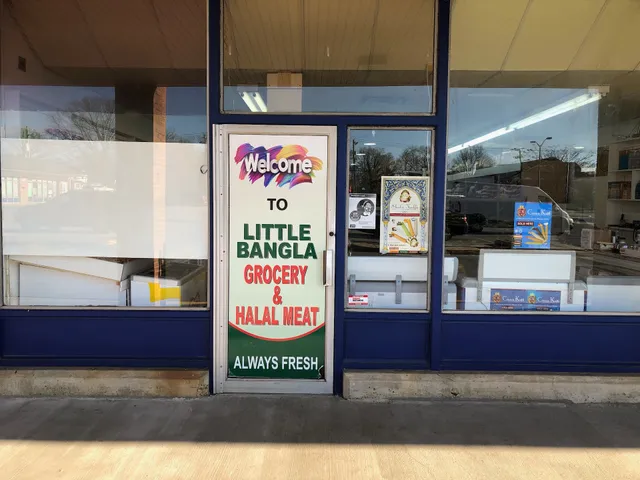 Welcome
TO
LITTLE
BANGLA
GROCERY
&
HALAL MEAT
ALWAYS FRESH